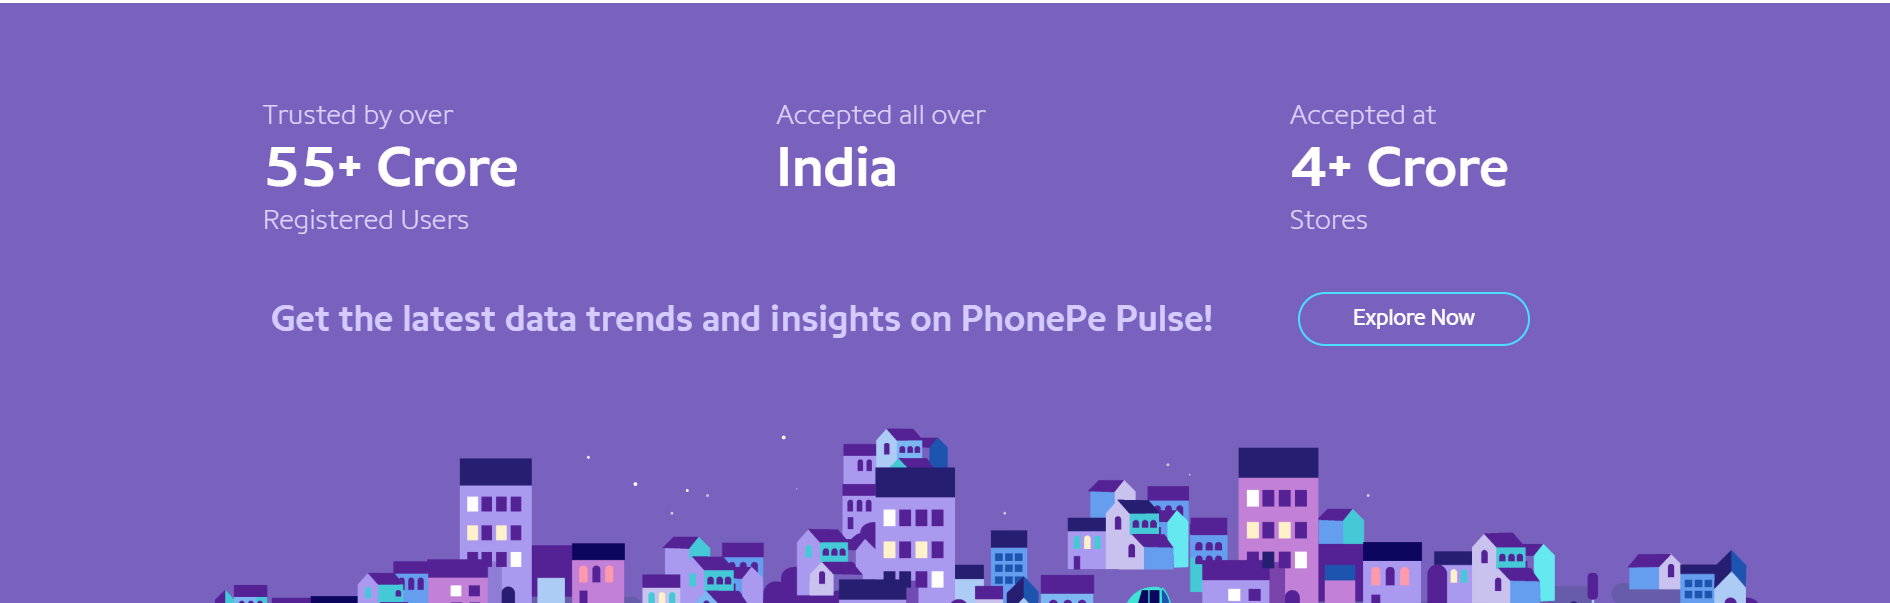 Trusted by over
55+ Crore
Registered Users
Accepted all over
India
Accepted at
4+ Crore
Stores
Get the latest data trends and insights on PhonePe Pulse!
Explore Now